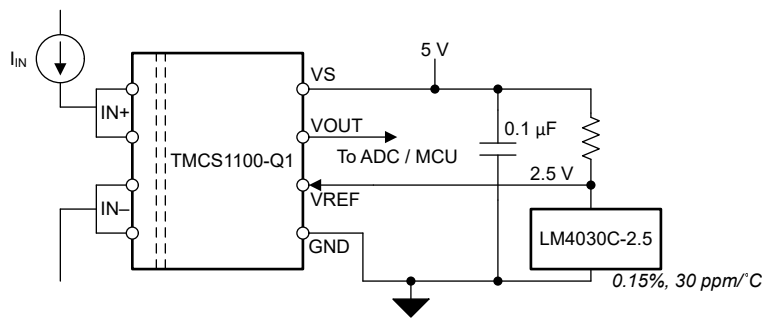 5 V
I_IN
VS
IN+
VOUT
0.1 µF
To ADC / MCU
TMCS1100-Q1
2.5 V
VREF
IN–
GND
LM4030C-2.5
0.15%, 30 ppm/˚C